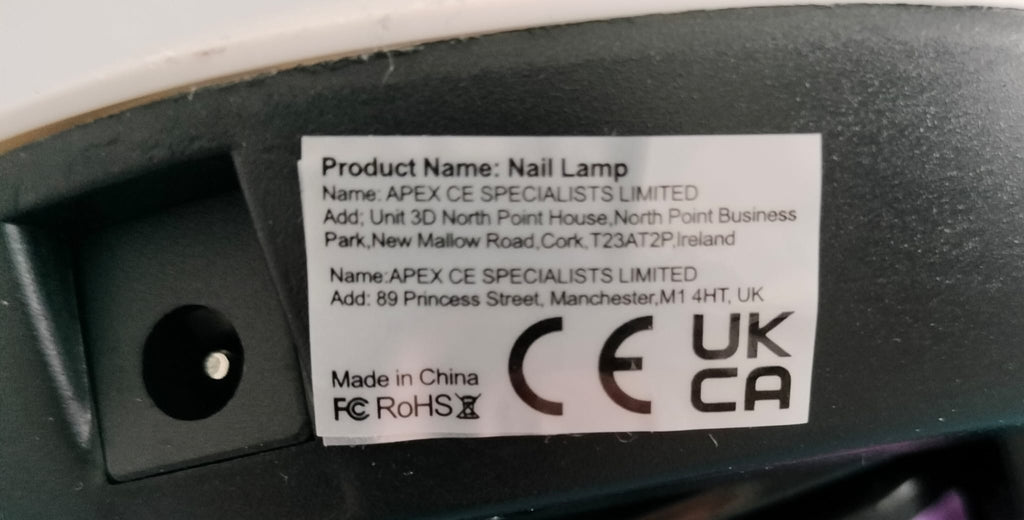 Product Name: Nail Lamp
Name: APEX CE SPECIALISTS LIMITED
Add; Unit 3D North Point House,North Point Business
Park,New Mallow Road,Cork,T23AT2P,Ireland
Name:APEX CE SPECIALISTS LIMITED
Add: 89 Princess Street, Manchester,M1 4HT, UK
Made in China
FC RoHS
CE
UK
CA